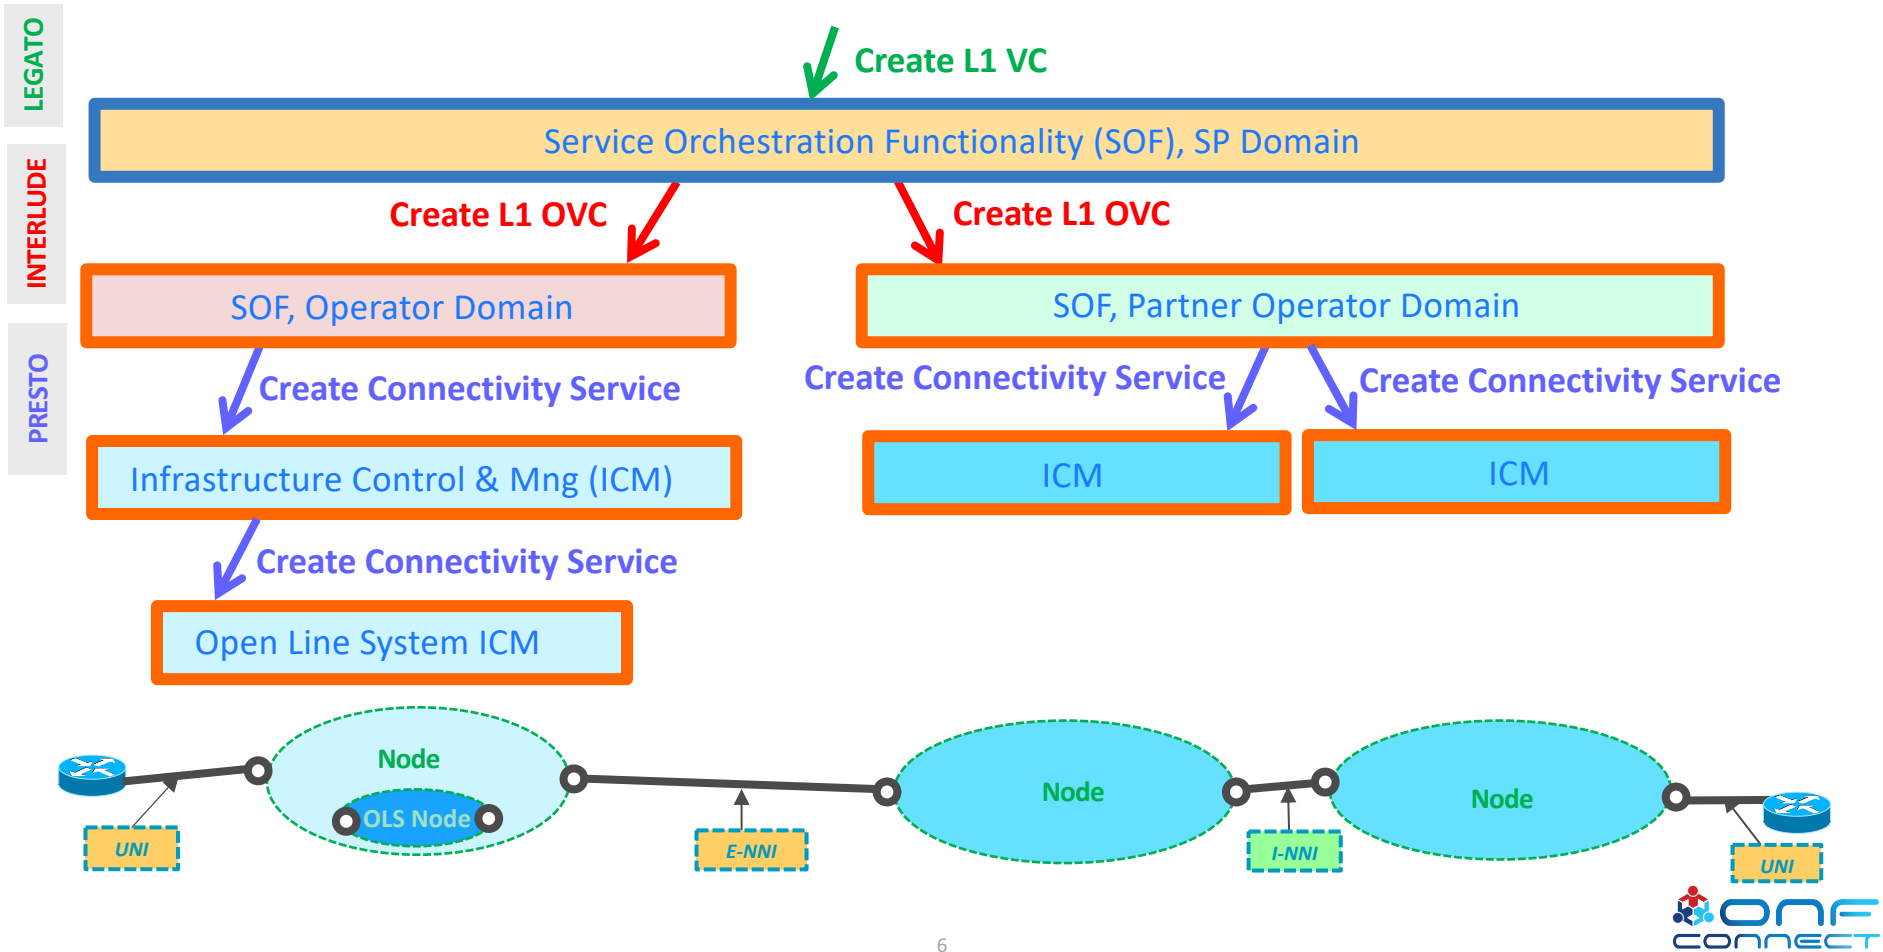 LEGATO
Create L1 VC
Service Orchestration Functionality (SOF), SP Domain
INTERLUDE
Create L1 OVC
Create L1 OVC
SOF, Operator Domain
SOF, Partner Operator Domain
PRESTO
Create Connectivity Service
Create Connectivity Service
Create Connectivity Service
Infrastructure Control & Mng (ICM)
ICM
ICM
Create Connectivity Service
Open Line System ICM
Node
OLS Node
Node
Node
UNI
E-NNI
I-NNI
UNI
ONF
CONNECT
6